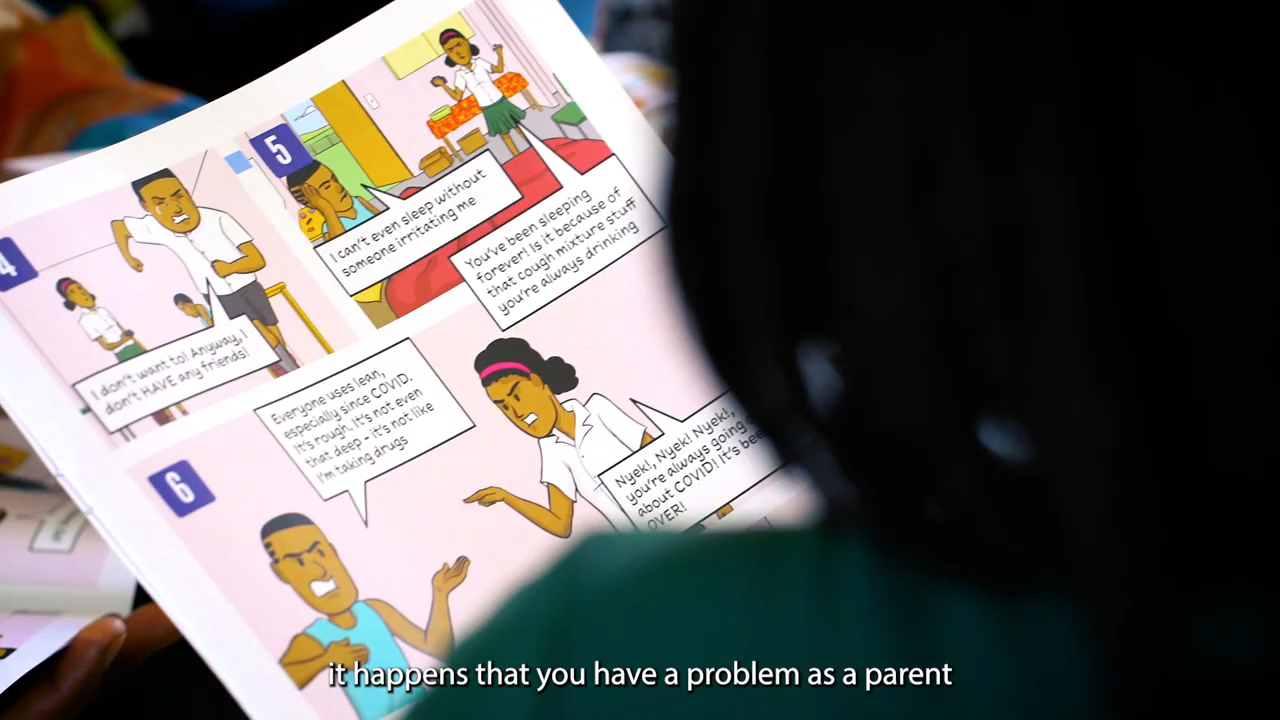 4
I don't want to! Anyway, I
don't HAVE any friends!
5
I can't even sleep without
someone irritating me
You've been sleeping
forever! Is it because of
that cough mixture stuff
you're always drinking
6
Everyone uses lean,
especially since COVID.
It's rough. It's not even
that deep - it's not like
I'm taking drugs
Nyek!, Nyek! Nyek!,
you're always going
about COVID! It's
OVER!
it happens that you have a problem as a parent